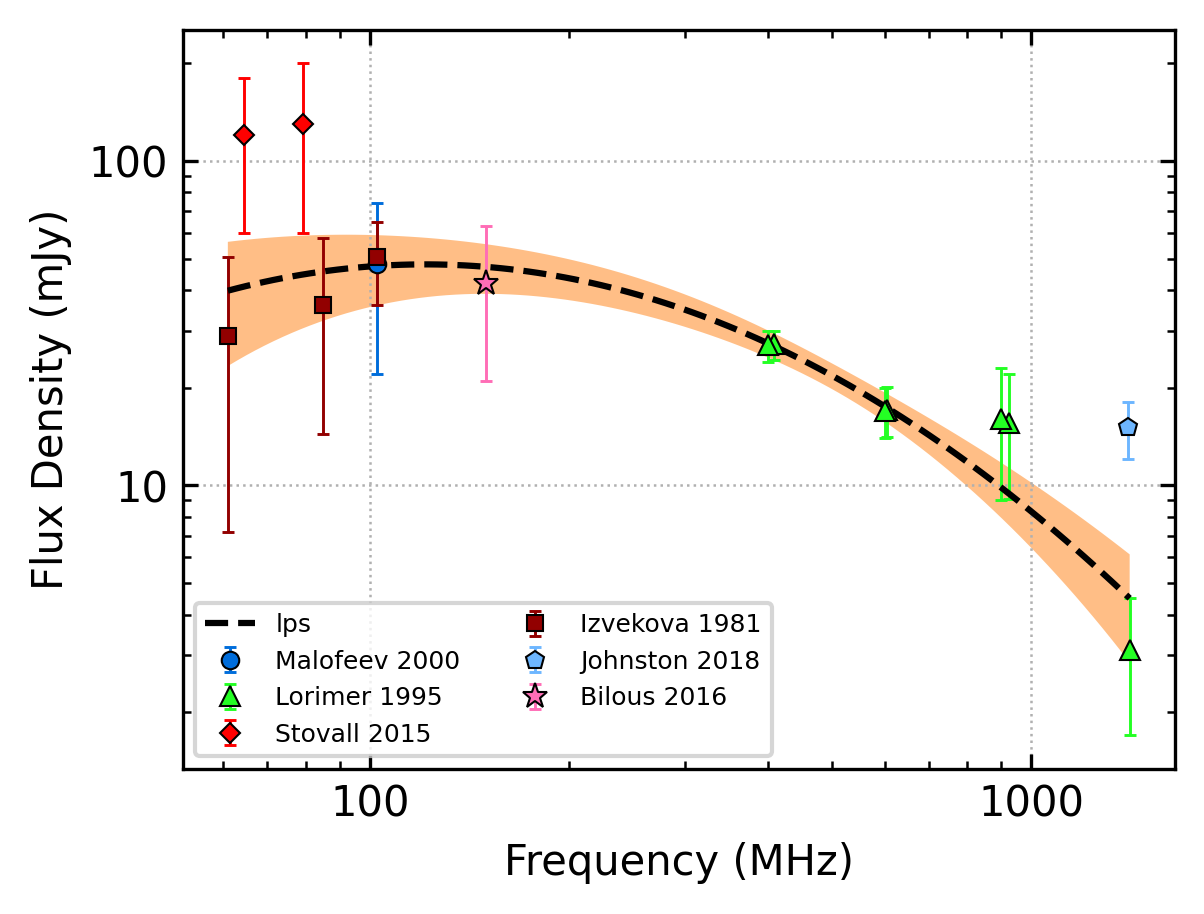 Flux Density (mJy)
100
10
lps
Malofeev 2000
Lorimer 1995
Stovall 2015
Izvekova 1981
Johnston 2018
Bilous 2016
100
1000
Frequency (MHz)